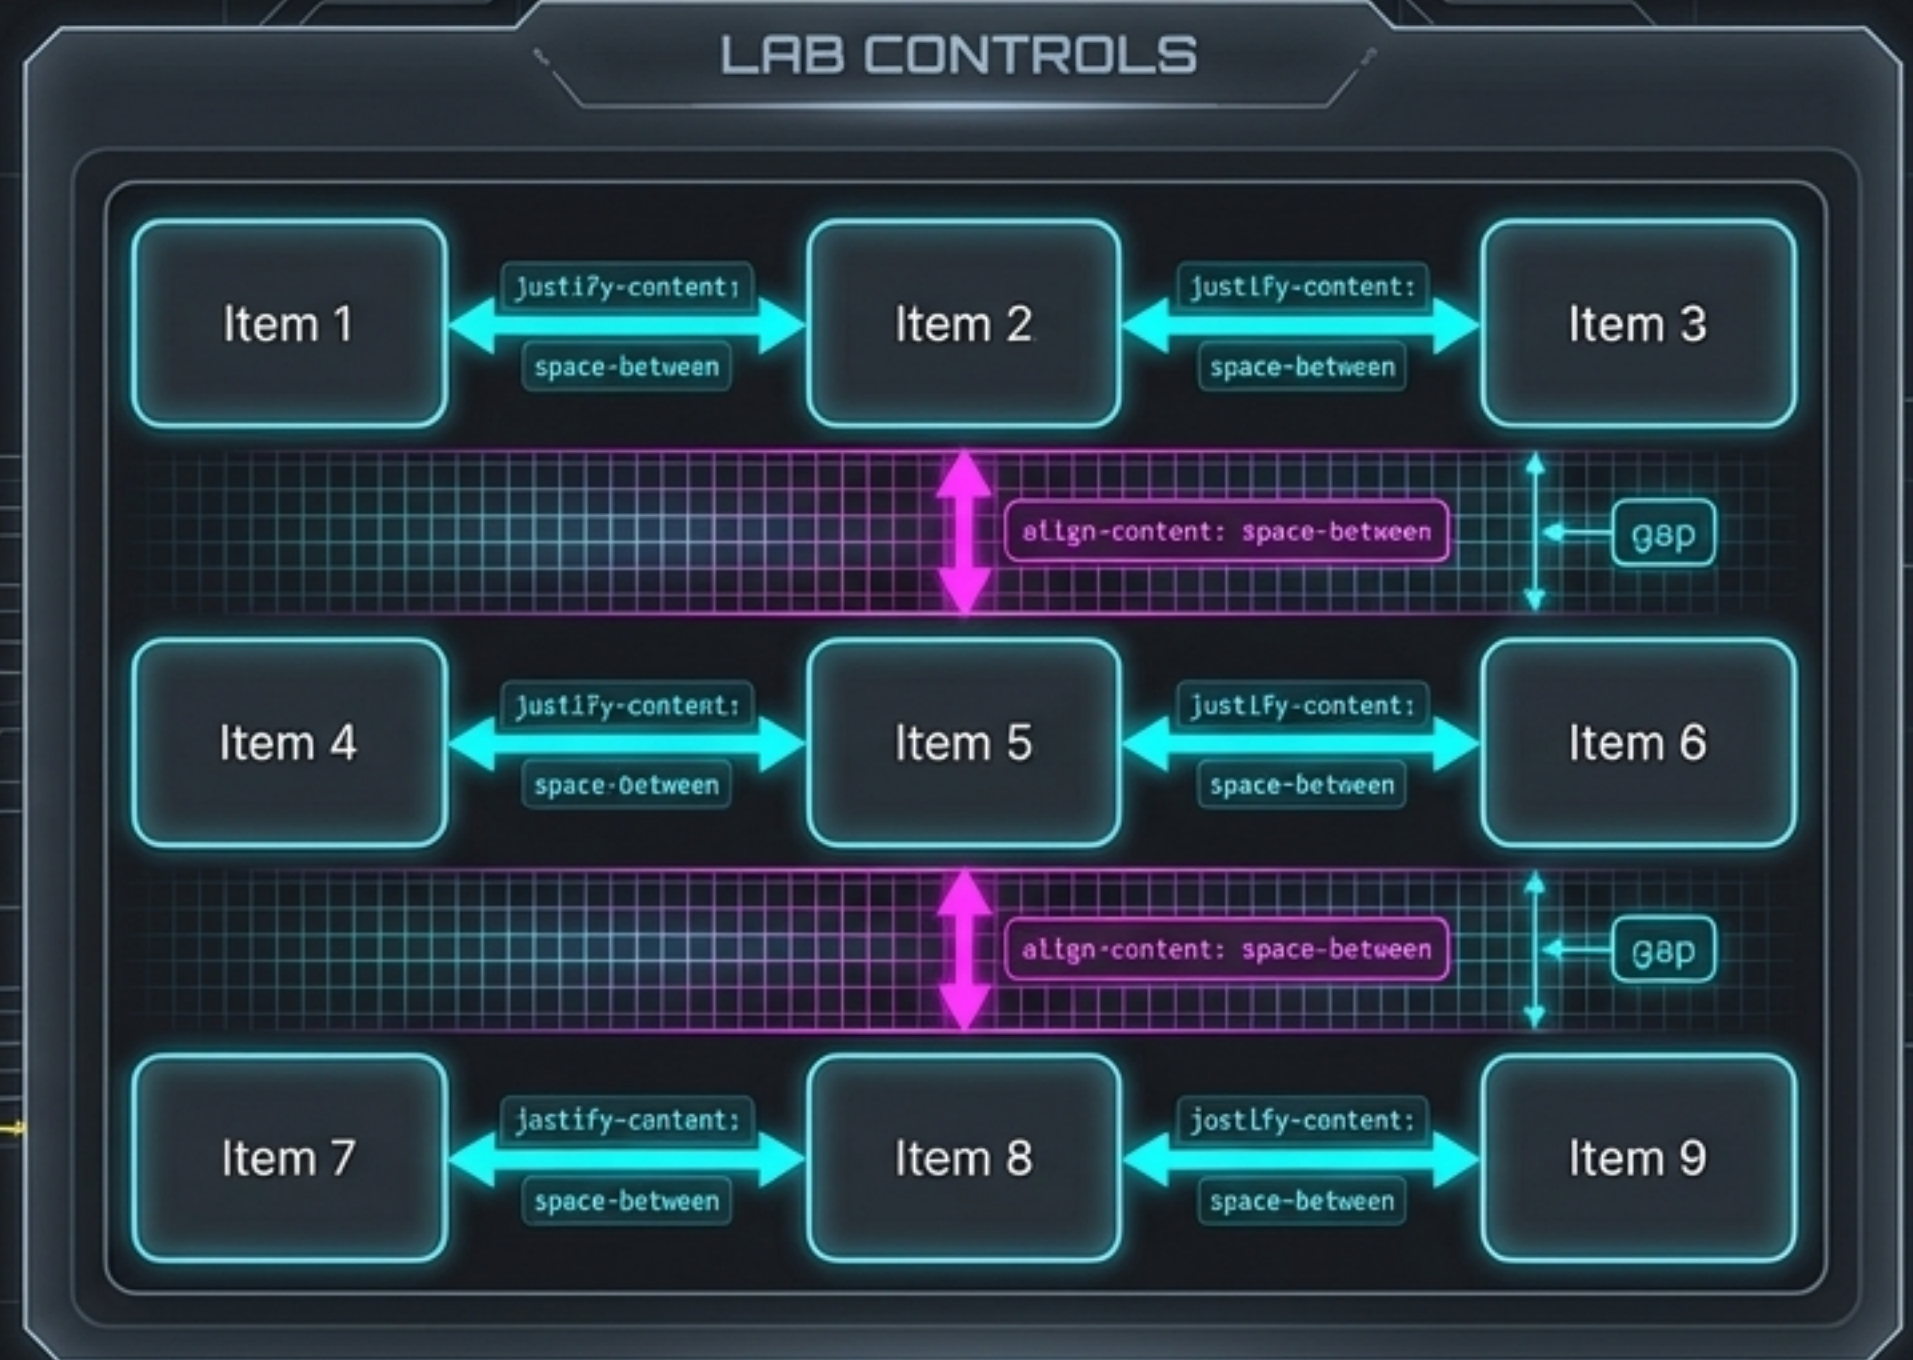 LAB CONTROLS
Item 1
justi7y-content;
space-between
Item 2
justlFy-content:
space-between
Item 3
align-content: space-between
gap
Item 4
justiFy-content:
space-0etween
Item 5
justlFy-content:
space-between
Item 6
align-content: space-between
gap
Item 7
jastify-cantent:
space-between
Item 8
jostlfy-content:
space-between
Item 9